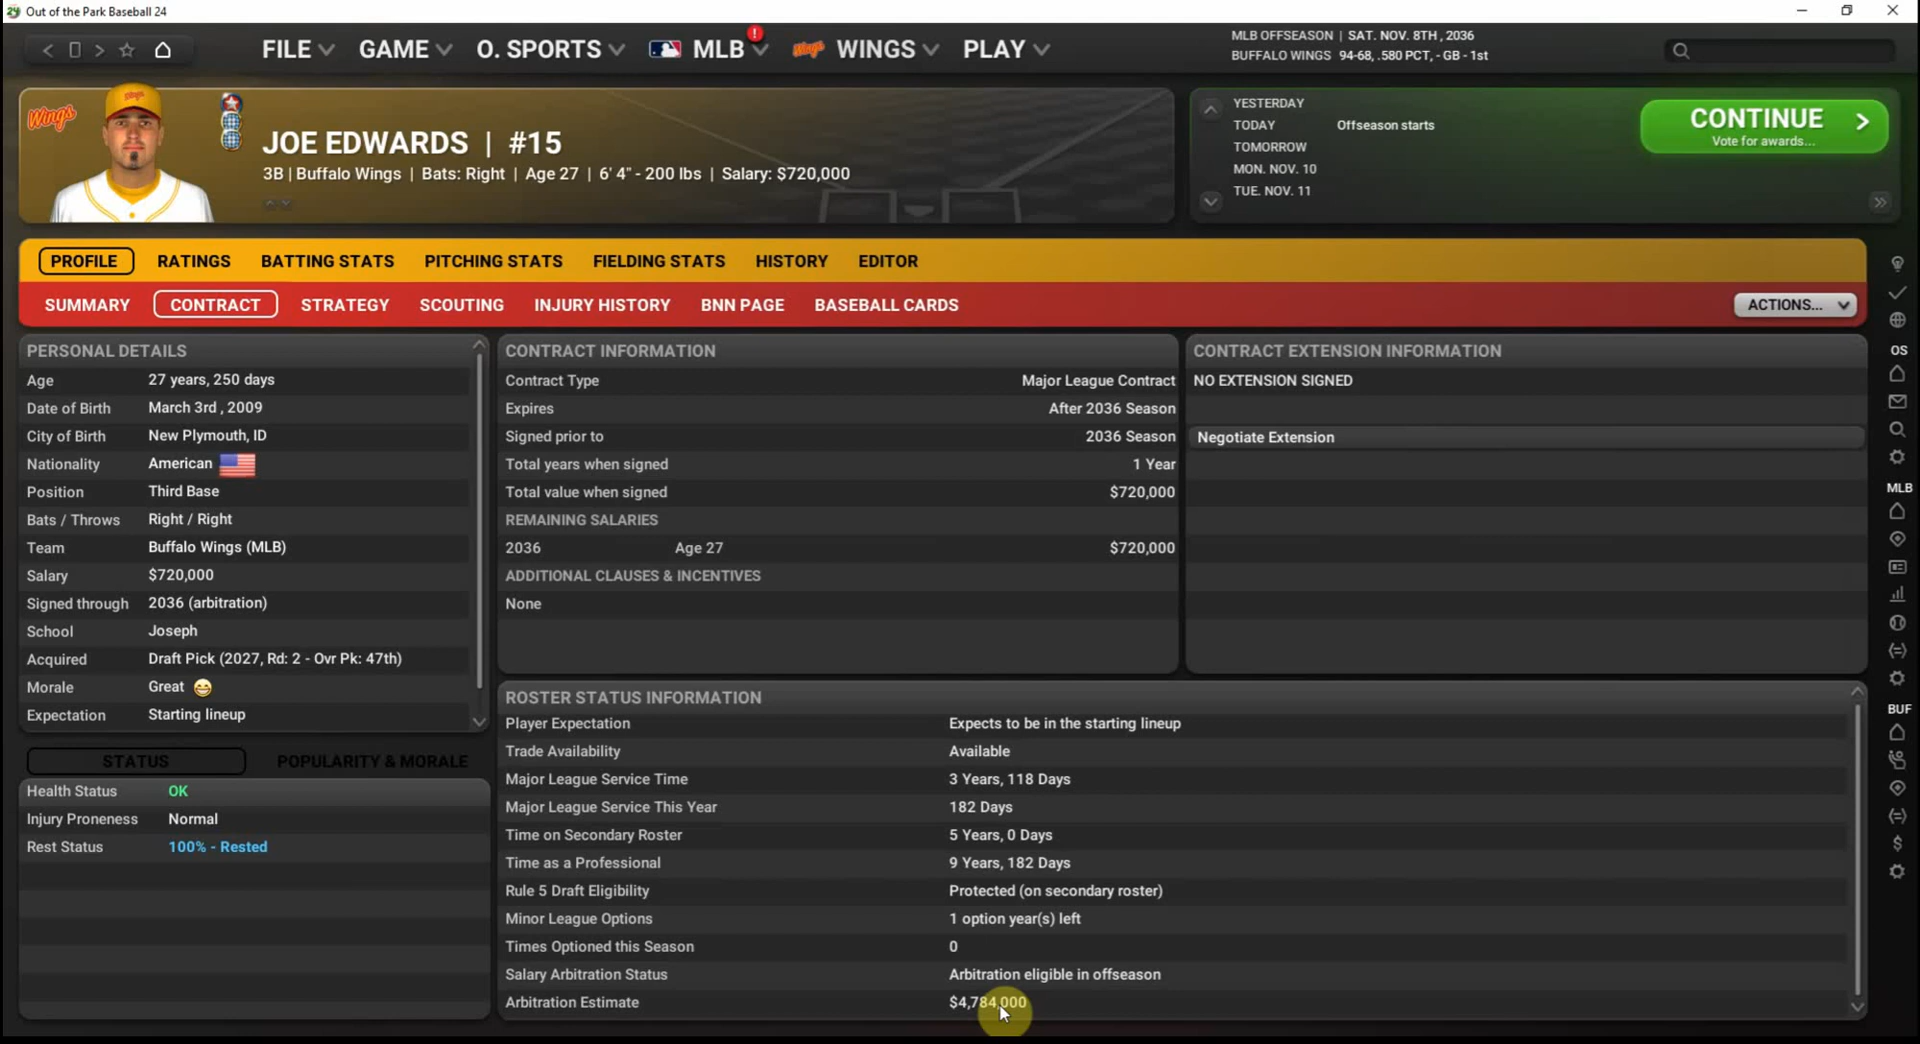 Out of the Park Baseball 24
FILE GAME O. SPORTS MLB ! WINGS PLAY
MLB OFFSEASON | SAT. NOV. 8TH , 2036
BUFFALO WINGS 94-68, .580 PCT, - GB - 1st
Wings
JOE EDWARDS | #15
3B | Buffalo Wings | Bats: Right | Age 27 | 6' 4" - 200 lbs | Salary: $720,000
YESTERDAY
TODAY Offseason starts
TOMORROW
MON. NOV. 10
TUE. NOV. 11
CONTINUE
Vote for awards...
PROFILE RATINGS BATTING STATS PITCHING STATS FIELDING STATS HISTORY EDITOR
SUMMARY CONTRACT STRATEGY SCOUTING INJURY HISTORY BNN PAGE BASEBALL CARDS
ACTIONS...
PERSONAL DETAILS
Age 27 years, 250 days
Date of Birth March 3rd , 2009
City of Birth New Plymouth, ID
Nationality American
Position Third Base
Bats / Throws Right / Right
Team Buffalo Wings (MLB)
Salary $720,000
Signed through 2036 (arbitration)
School Joseph
Acquired Draft Pick (2027, Rd: 2 - Ovr Pk: 47th)
Morale Great
Expectation Starting lineup
STATUS POPULARITY & MORALE
Health Status OK
Injury Proneness Normal
Rest Status 100% - Rested
CONTRACT INFORMATION
Contract Type Major League Contract
Expires After 2036 Season
Signed prior to 2036 Season
Total years when signed 1 Year
Total value when signed $720,000
REMAINING SALARIES
2036 Age 27 $720,000
ADDITIONAL CLAUSES & INCENTIVES
None
CONTRACT EXTENSION INFORMATION
NO EXTENSION SIGNED
Negotiate Extension
ROSTER STATUS INFORMATION
Player Expectation Expects to be in the starting lineup
Trade Availability Available
Major League Service Time 3 Years, 118 Days
Major League Service This Year 182 Days
Time on Secondary Roster 5 Years, 0 Days
Time as a Professional 9 Years, 182 Days
Rule 5 Draft Eligibility Protected (on secondary roster)
Minor League Options 1 option year(s) left
Times Optioned this Season 0
Salary Arbitration Status Arbitration eligible in offseason
Arbitration Estimate $4,784,000
OS
MLB
BUF